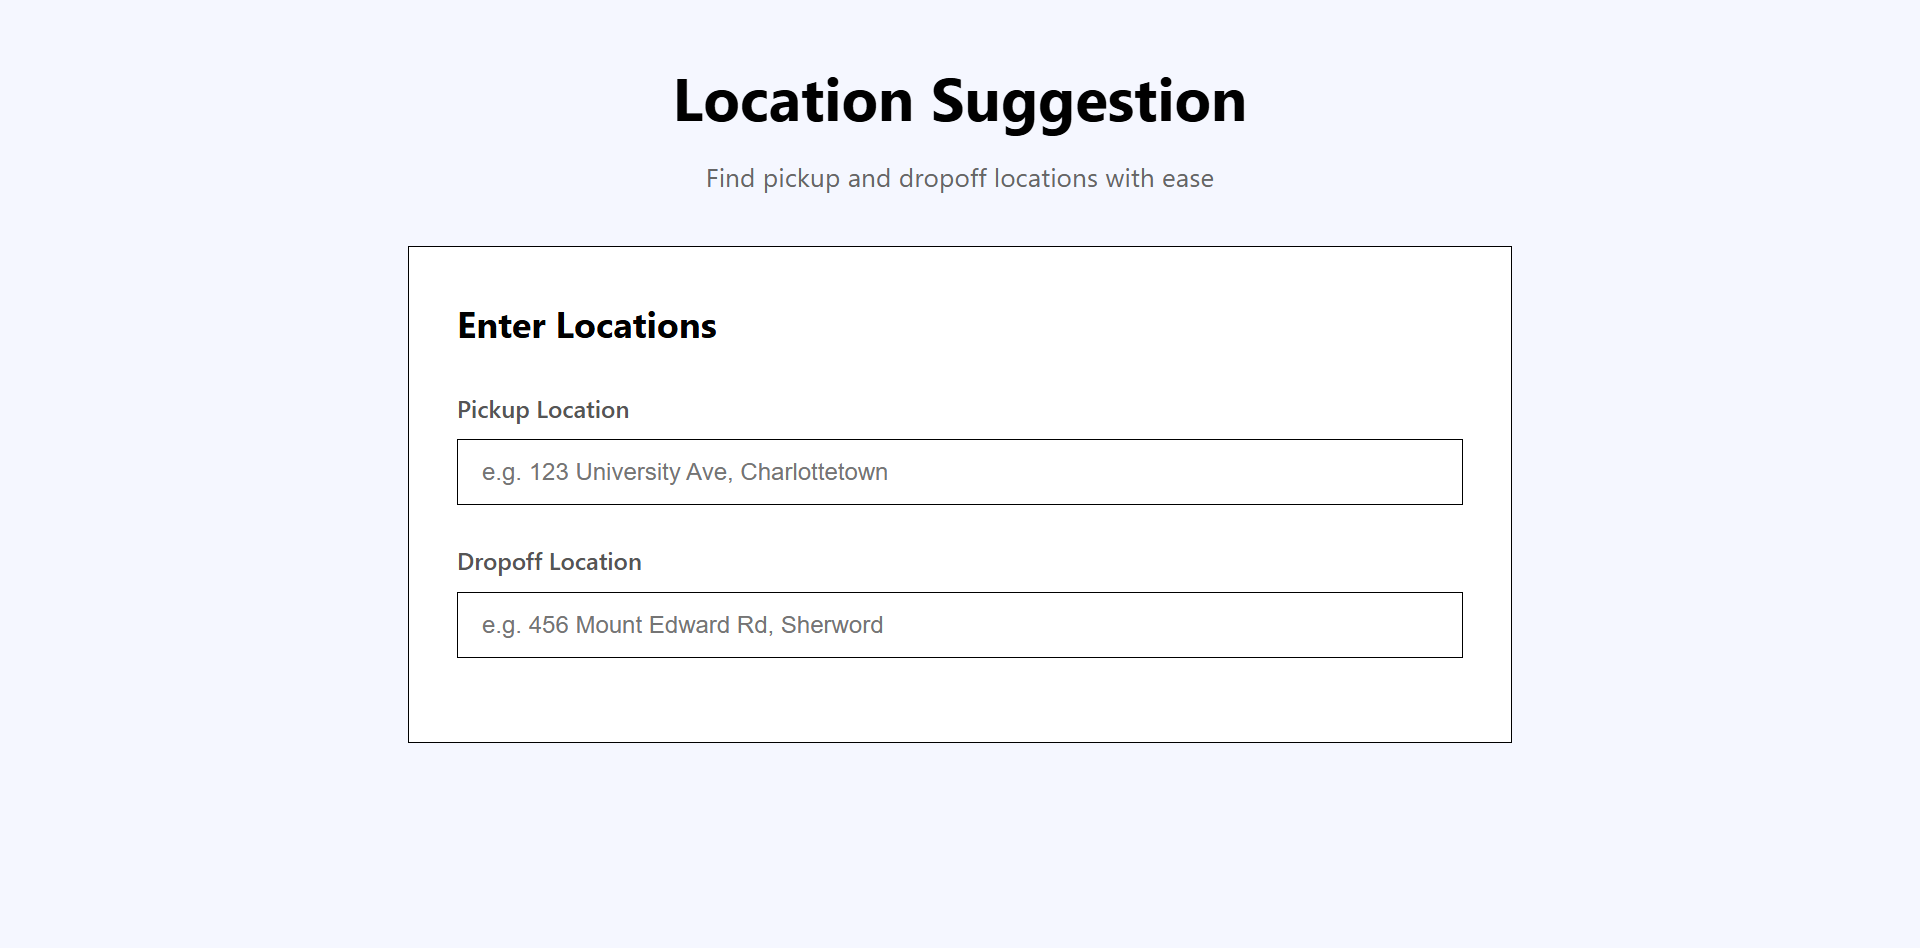 Location Suggestion
Find pickup and dropoff locations with ease
Enter Locations
Pickup Location
e.g. 123 University Ave, Charlottetown
Dropoff Location
e.g. 456 Mount Edward Rd, Sherword